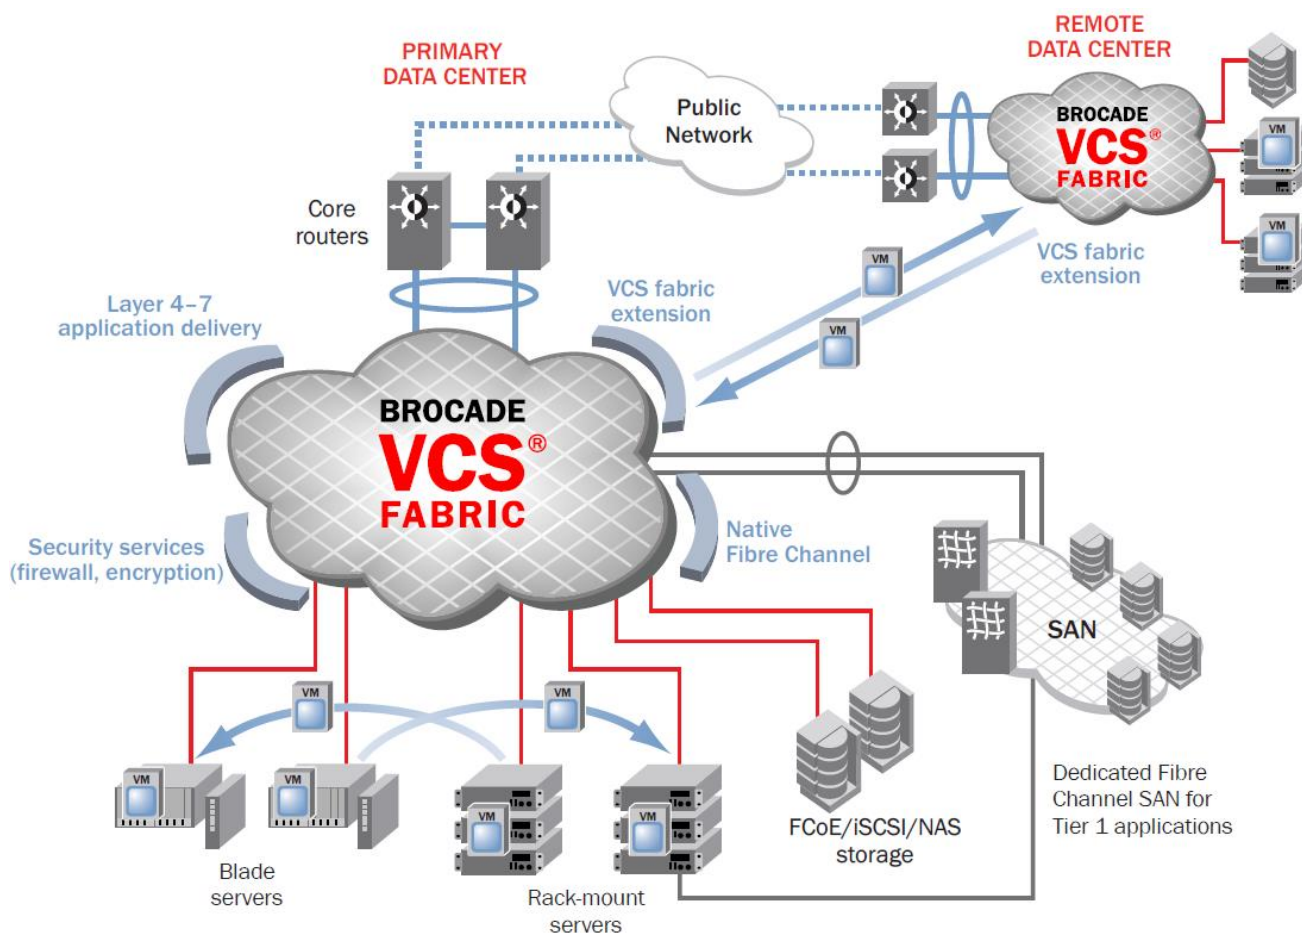 PRIMARY
DATA CENTER
REMOTE
DATA CENTER
Public
Network
BROCADE
VCS®
FABRIC
VM
VM
Core
routers
VCS fabric
extension
VM
VM
VCS fabric
extension
Layer 4–7
application delivery
BROCADE
VCS®
FABRIC
Security services
(firewall, encryption)
Native
Fibre Channel
SAN
VM
VM
VM
VM
VM
VM
Blade
servers
Rack-mount
servers
FCoE/iSCSI/NAS
storage
Dedicated Fibre
Channel SAN for
Tier 1 applications